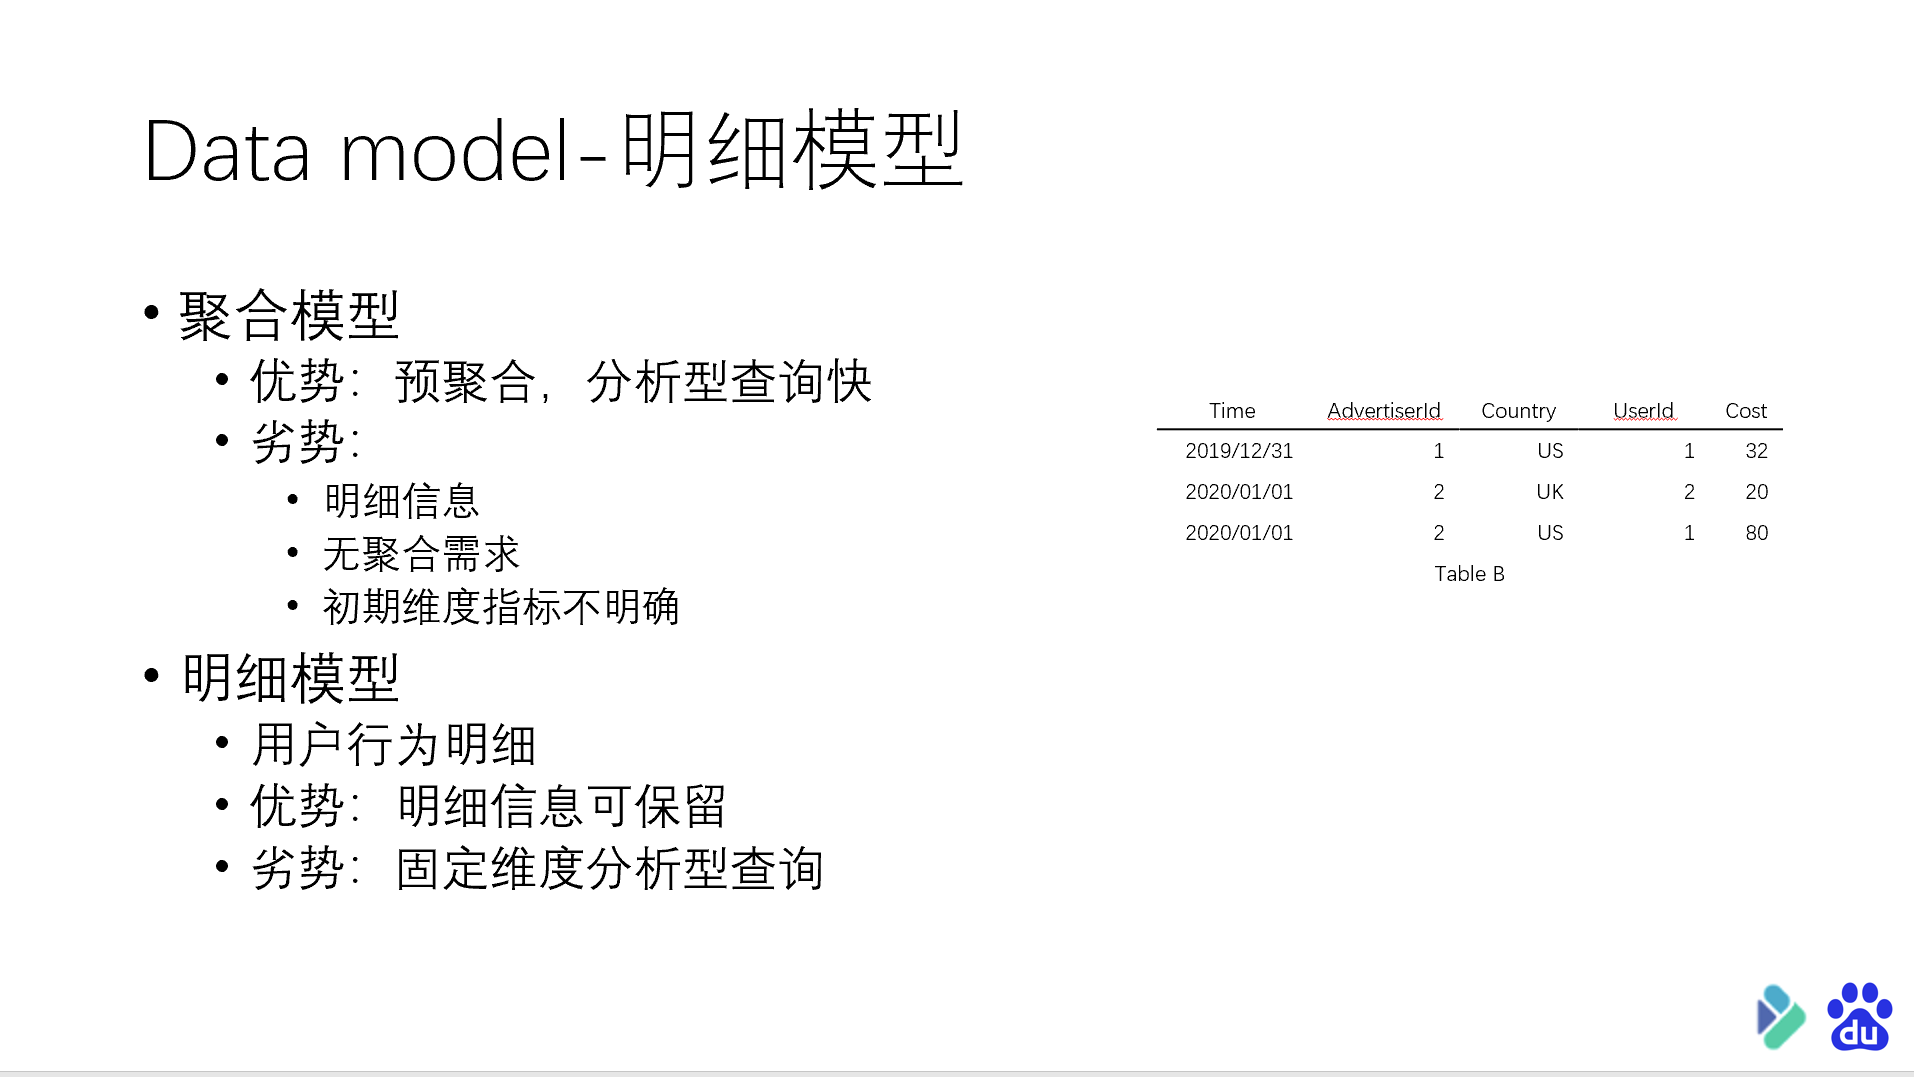 Data model-明细模型
• 聚合模型
• 优势：预聚合，分析型查询快
• 劣势：
• 明细信息
• 无聚合需求
• 初期维度指标不明确
• 明细模型
• 用户行为明细
• 优势：明细信息可保留
• 劣势：固定维度分析型查询
Time AdvertiserId Country UserId Cost
2019/12/31 1 US 1 32
2020/01/01 2 UK 2 20
2020/01/01 2 US 1 80
Table B
du